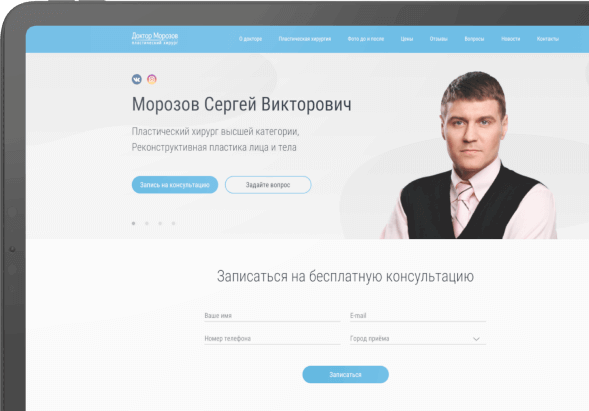 Доктор Морозов
пластический хирург
О докторе Пластическая хирургия Фото до и после Цены Отзывы Вопросы Новости Контакты
Морозов Сергей Викторович
Пластический хирург высшей категории,
Реконструктивная пластика лица и тела
Запись на консультацию Задайте вопрос
Записаться на бесплатную консультацию
Ваше имя E-mail
Номер телефона Город приёма
Записаться